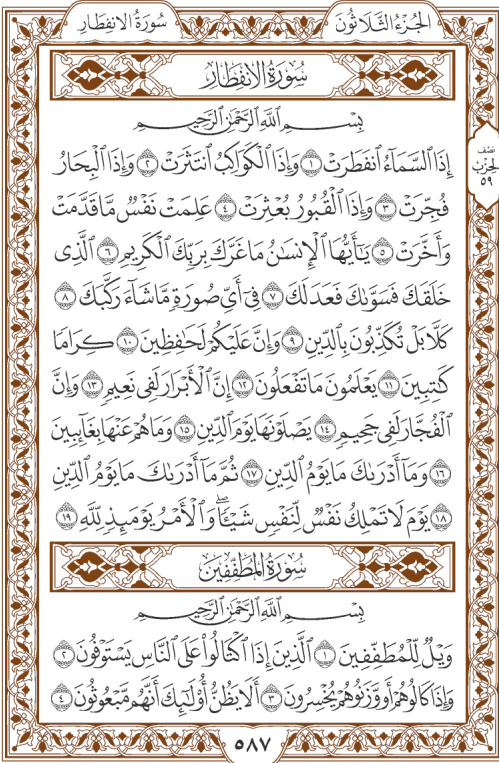 سُورَةُ الانفِطَارِ
الجُزْءُ الثَّلَاثُونَ
سُورَةُ الانفِطَارِ
نصف
الحزب
٥٩
بِسْمِ ٱللَّهِ ٱلرَّحْمَٰنِ ٱلرَّحِيمِ
إِذَا ٱلسَّمَآءُ ٱنفَطَرَتْ ١ وَإِذَا ٱلْكَوَاكِبُ ٱنتَثَرَتْ ٢ وَإِذَا ٱلْبِحَارُ
فُجِّرَتْ ٣ وَإِذَا ٱلْقُبُورُ بُعْثِرَتْ ٤ عَلِمَتْ نَفْسٌ مَّا قَدَّمَتْ
وَأَخَّرَتْ ٥ يَٰٓأَيُّهَا ٱلْإِنسَٰنُ مَا غَرَّكَ بِرَبِّكَ ٱلْكَرِيمِ ٦ ٱلَّذِى
خَلَقَكَ فَسَوَّىٰكَ فَعَدَلَكَ ٧ فِىٓ أَىِّ صُورَةٍ مَّا شَآءَ رَكَّبَكَ ٨
كَلَّا بَلْ تُكَذِّبُونَ بِٱلدِّينِ ٩ وَإِنَّ عَلَيْكُمْ لَحَٰفِظِينَ ١٠ كِرَامًا
كَٰتِبِينَ ١١ يَعْلَمُونَ مَا تَفْعَلُونَ ١٢ إِنَّ ٱلْأَبْرَارَ لَفِى نَعِيمٍ ١٣ وَإِنَّ
ٱلْفُجَّارَ لَفِى جَحِيمٍ ١٤ يَصْلَوْنَهَا يَوْمَ ٱلدِّينِ ١٥ وَمَا هُمْ عَنْهَا بِغَآئِبِينَ
١٦ وَمَآ أَدْرَىٰكَ مَا يَوْمُ ٱلدِّينِ ١٧ ثُمَّ مَآ أَدْرَىٰكَ مَا يَوْمُ ٱلدِّينِ
١٨ يَوْمَ لَا تَمْلِكُ نَفْسٌ لِّنَفْسٍ شَيْـًٔا ۖ وَٱلْأَمْرُ يَوْمَئِذٍ لِّلَّهِ ١٩
سُورَةُ المُطَفِّفِينَ
بِسْمِ ٱللَّهِ ٱلرَّحْمَٰنِ ٱلرَّحِيمِ
وَيْلٌ لِّلْمُطَفِّفِينَ ١ ٱلَّذِينَ إِذَا ٱكْتَالُوا۟ عَلَى ٱلنَّاسِ يَسْتَوْفُونَ ٢
وَإِذَا كَالُوهُمْ أَو وَّزَنُوهُمْ يُخْسِرُونَ ٣ أَلَا يَظُنُّ أُو۟لَٰٓئِكَ أَنَّهُم مَّبْعُوثُونَ ٤
٥٨٧